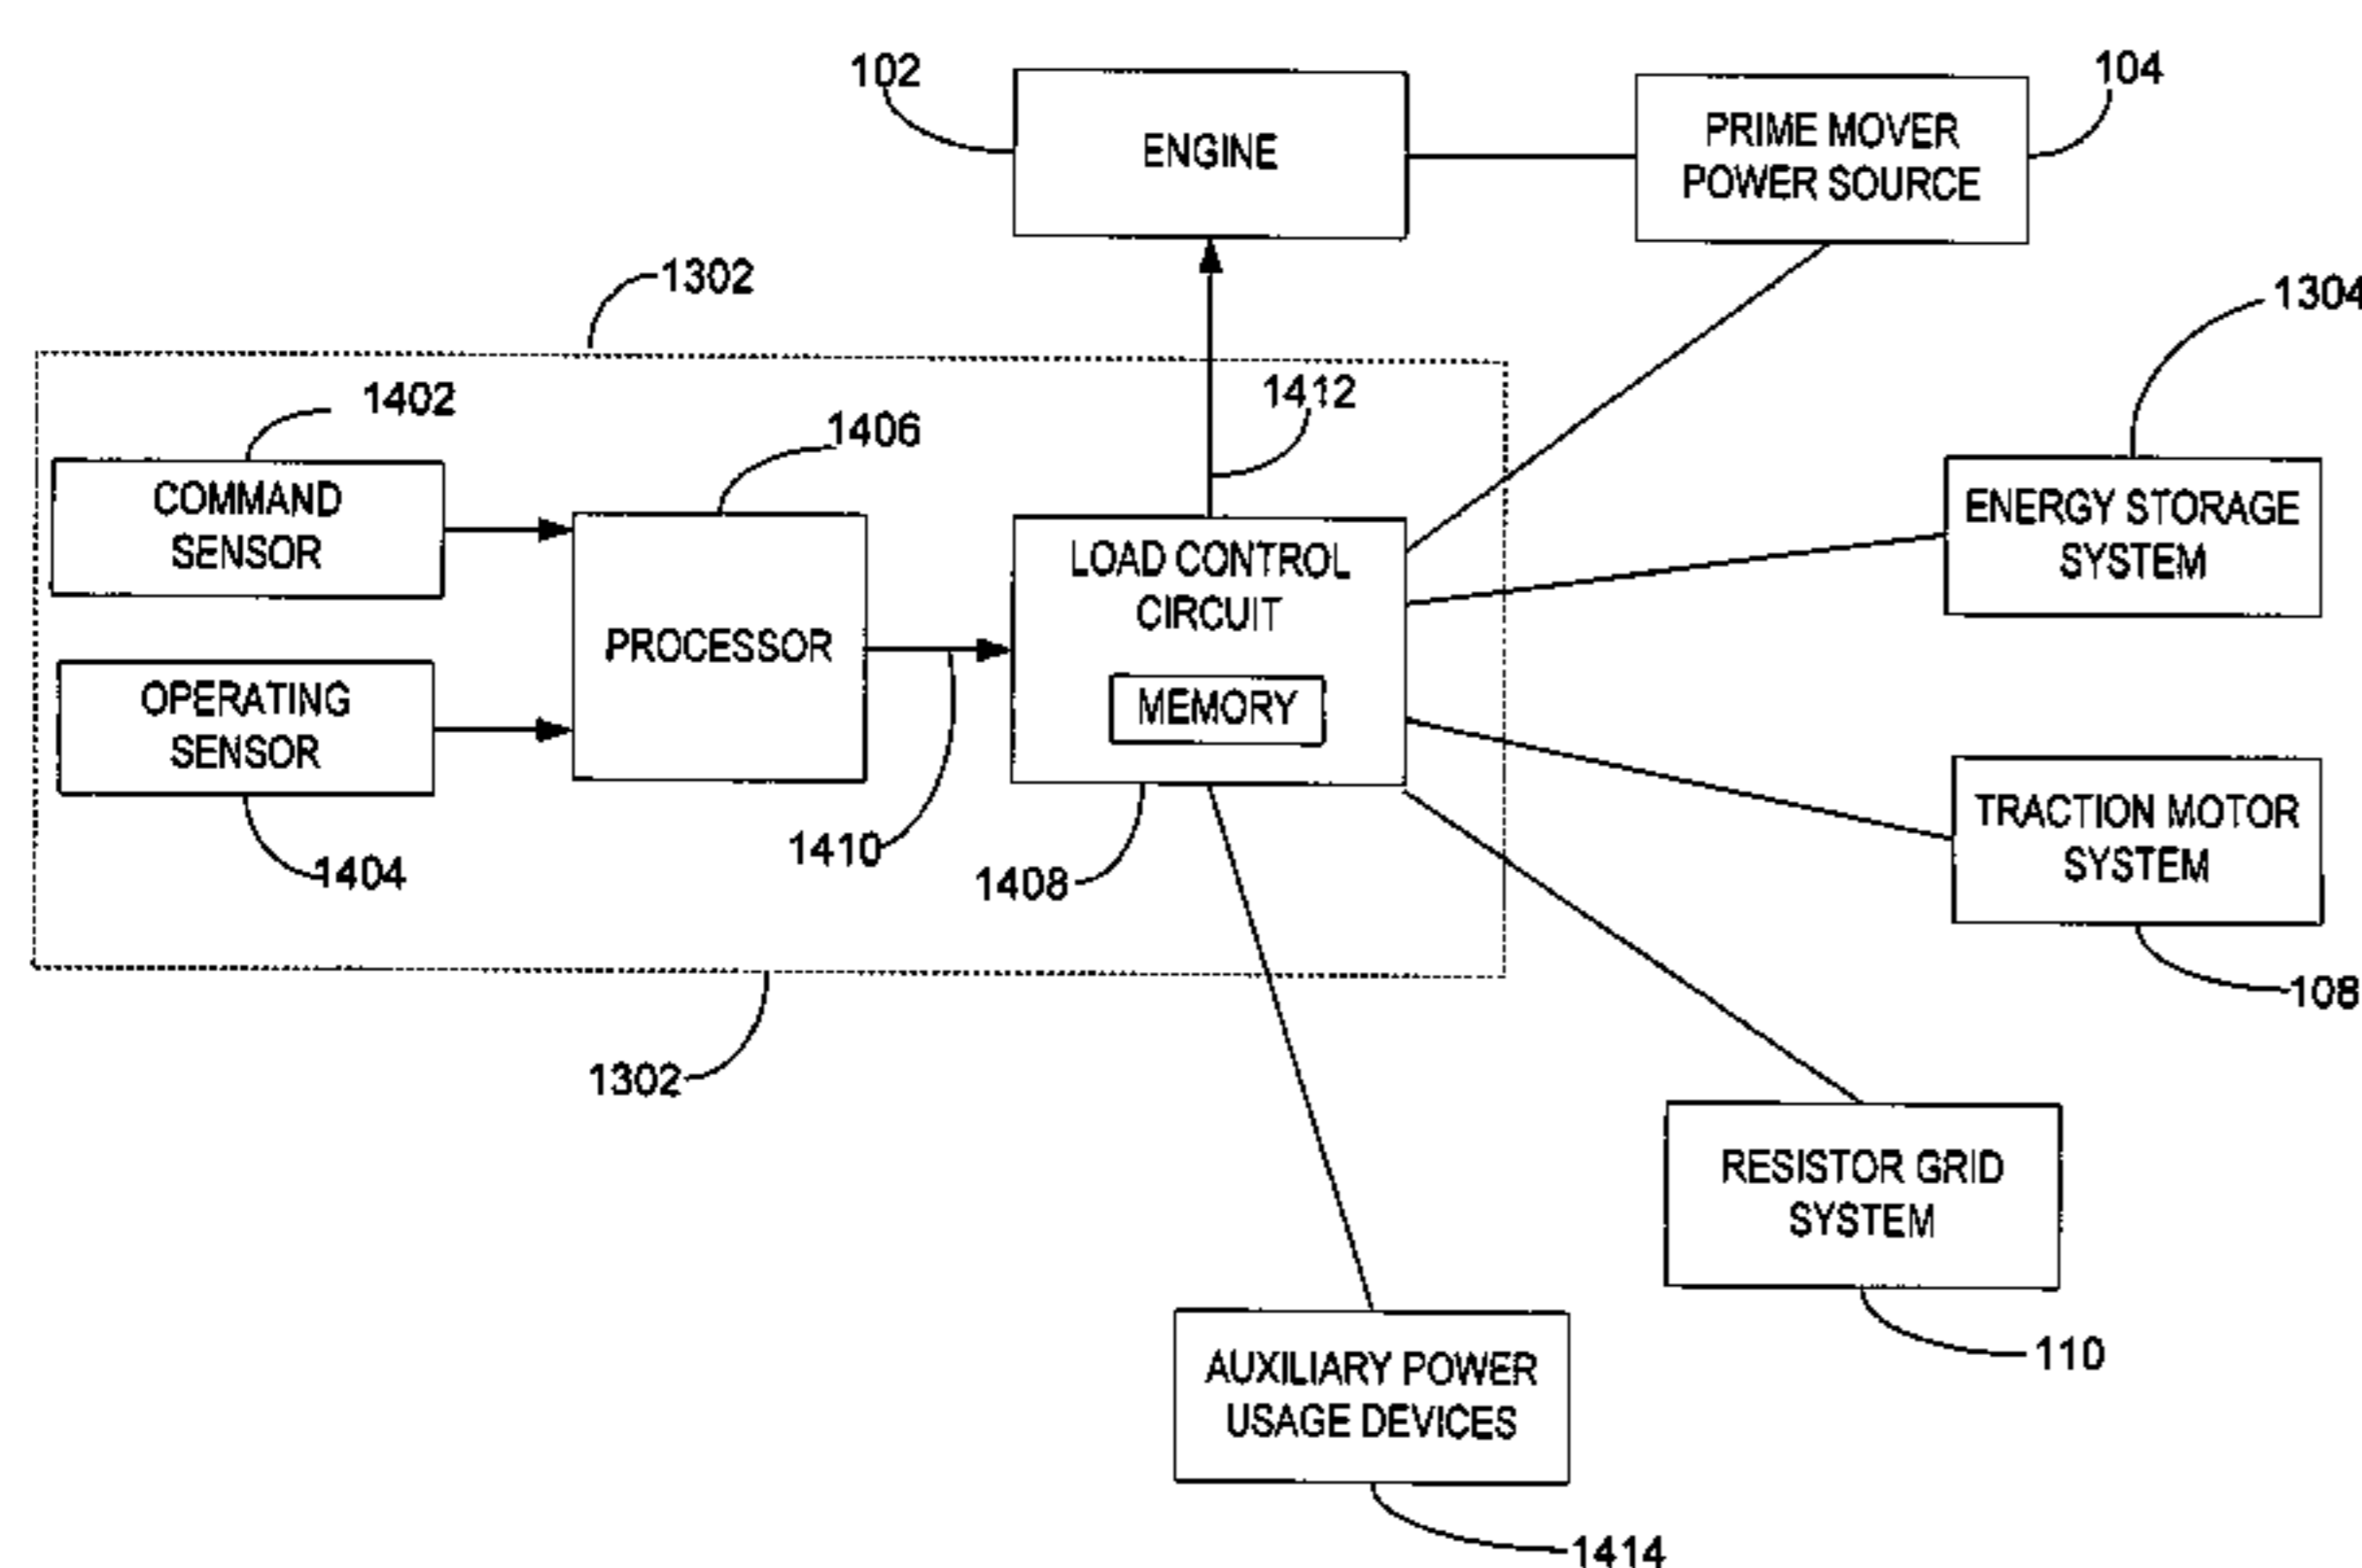 102
ENGINE
PRIME MOVER
POWER SOURCE
104
1302
1304
1402
COMMAND
SENSOR
1406
1412
ENERGY STORAGE
SYSTEM
LOAD CONTROL
CIRCUIT
PROCESSOR
MEMORY
OPERATING
SENSOR
1404
1410
1408
TRACTION MOTOR
SYSTEM
108
1302
RESISTOR GRID
SYSTEM
110
AUXILIARY POWER
USAGE DEVICES
1414